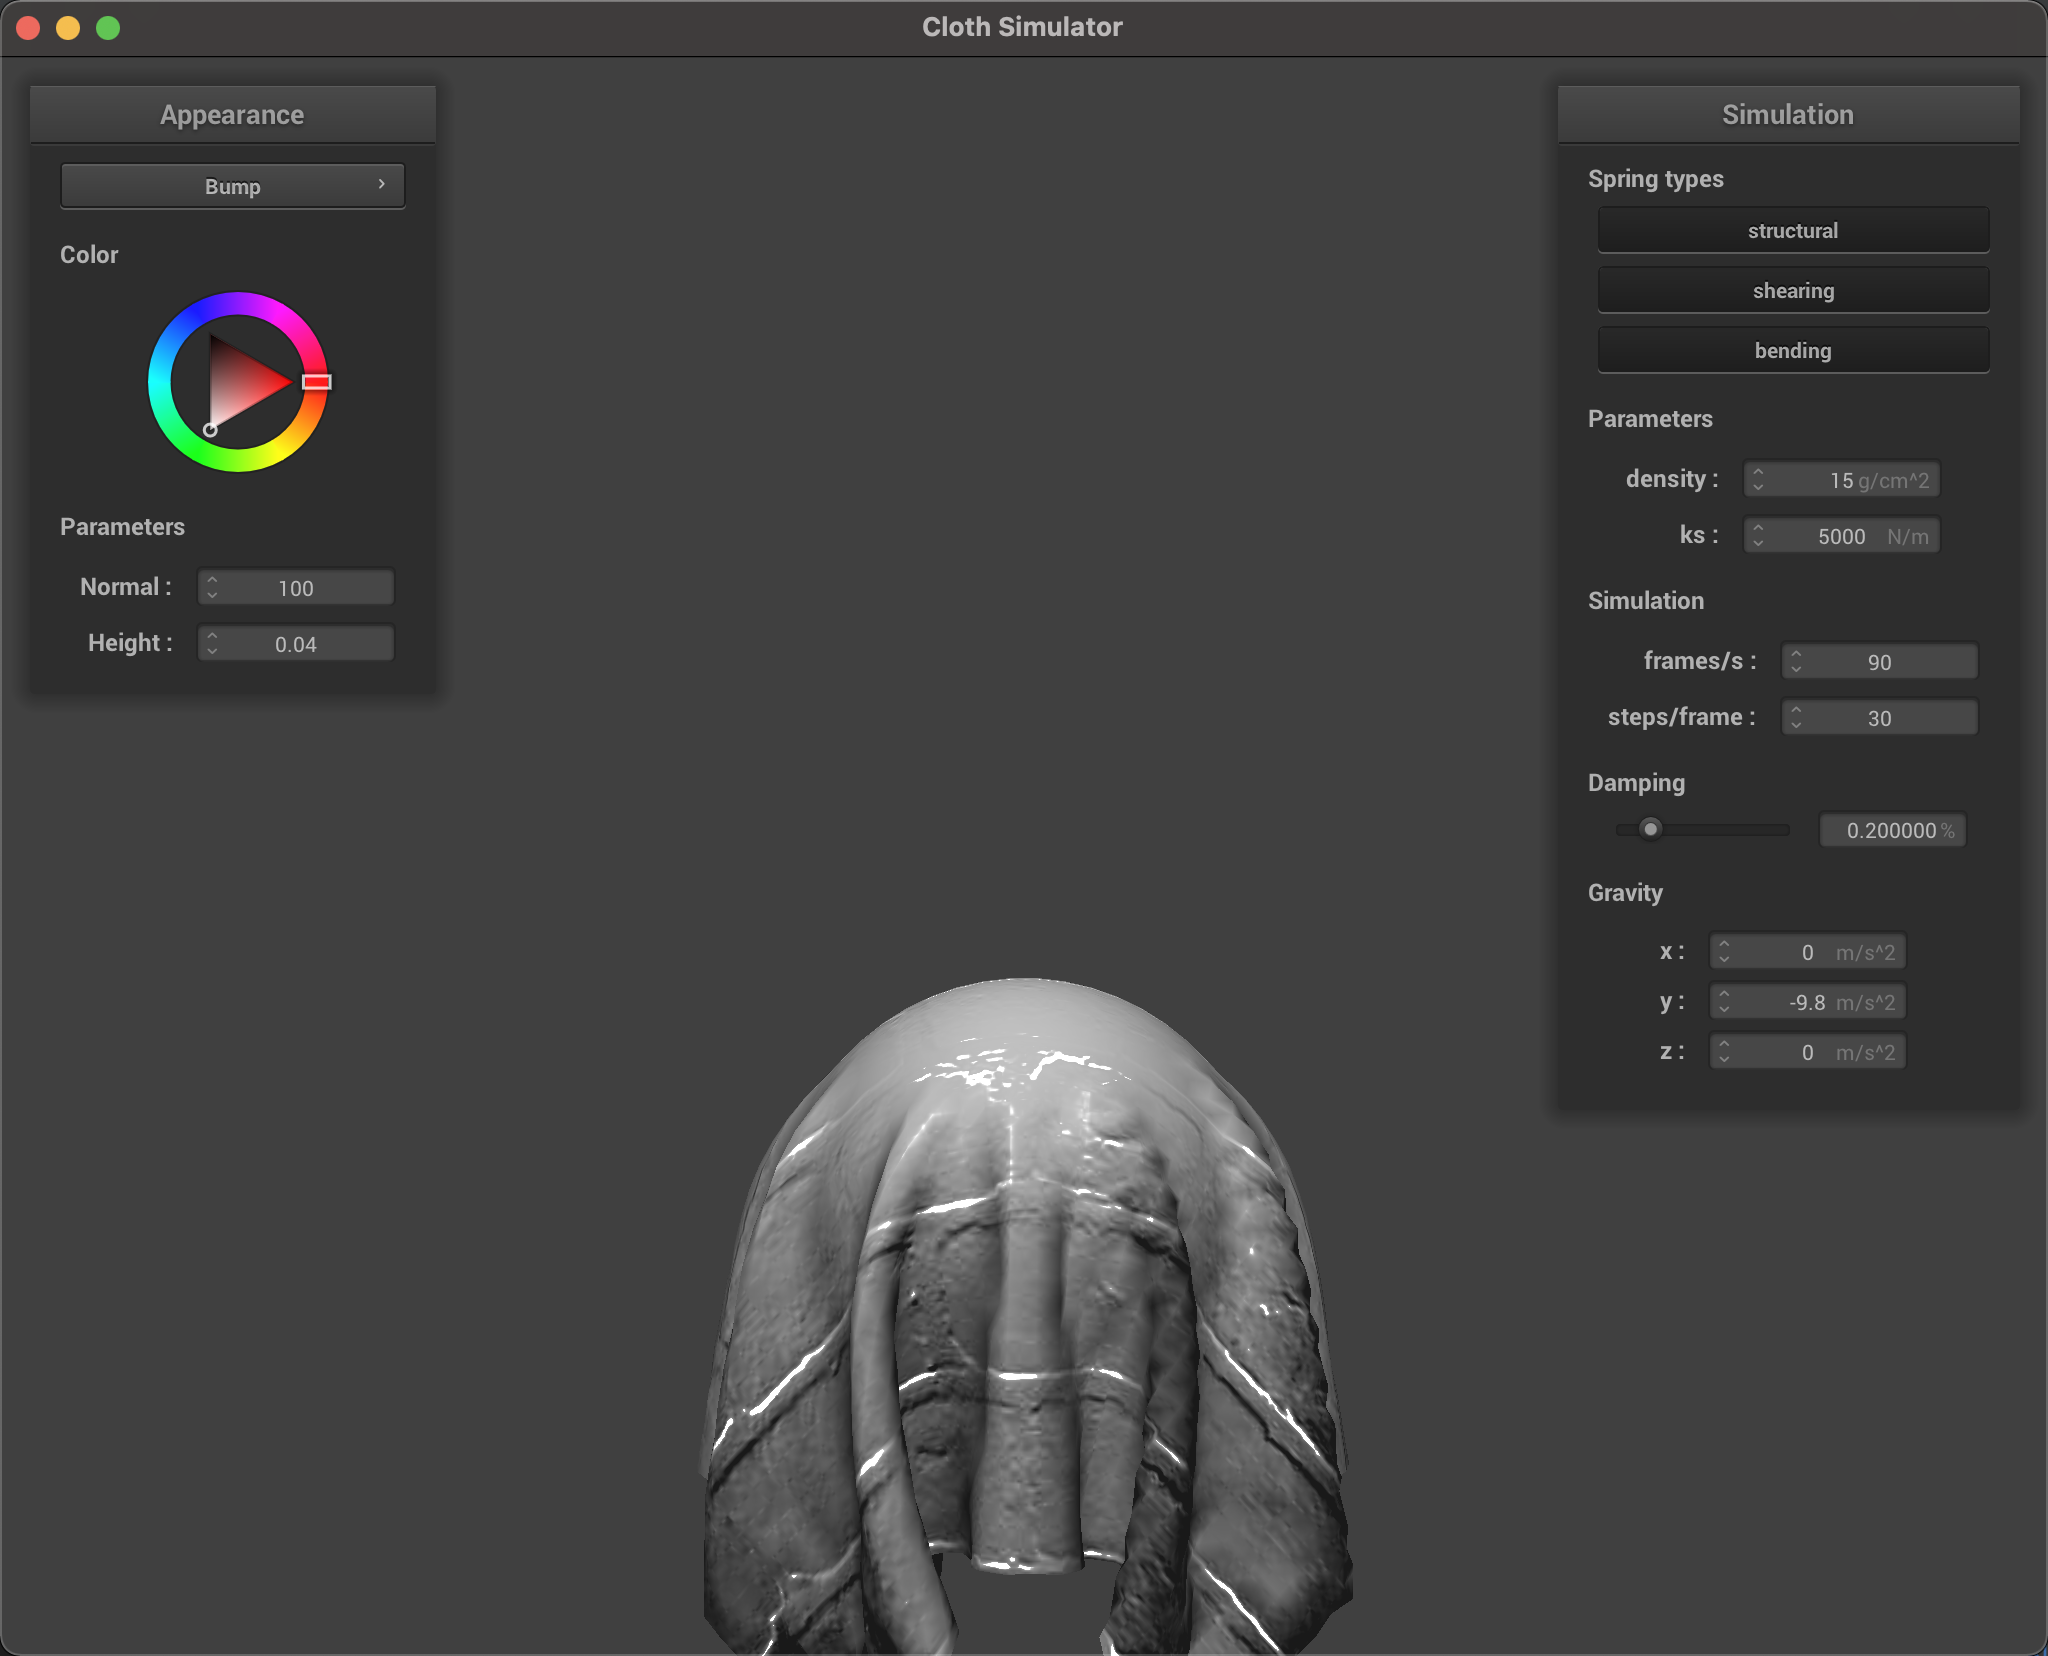 Cloth Simulator
Appearance
Bump
Color
Parameters
Normal : 100
Height : 0.04
Simulation
Spring types
structural
shearing
bending
Parameters
density : 15 g/cm^2
ks : 5000 N/m
Simulation
frames/s : 90
steps/frame : 30
Damping
0.200000 %
Gravity
x : 0 m/s^2
y : -9.8 m/s^2
z : 0 m/s^2